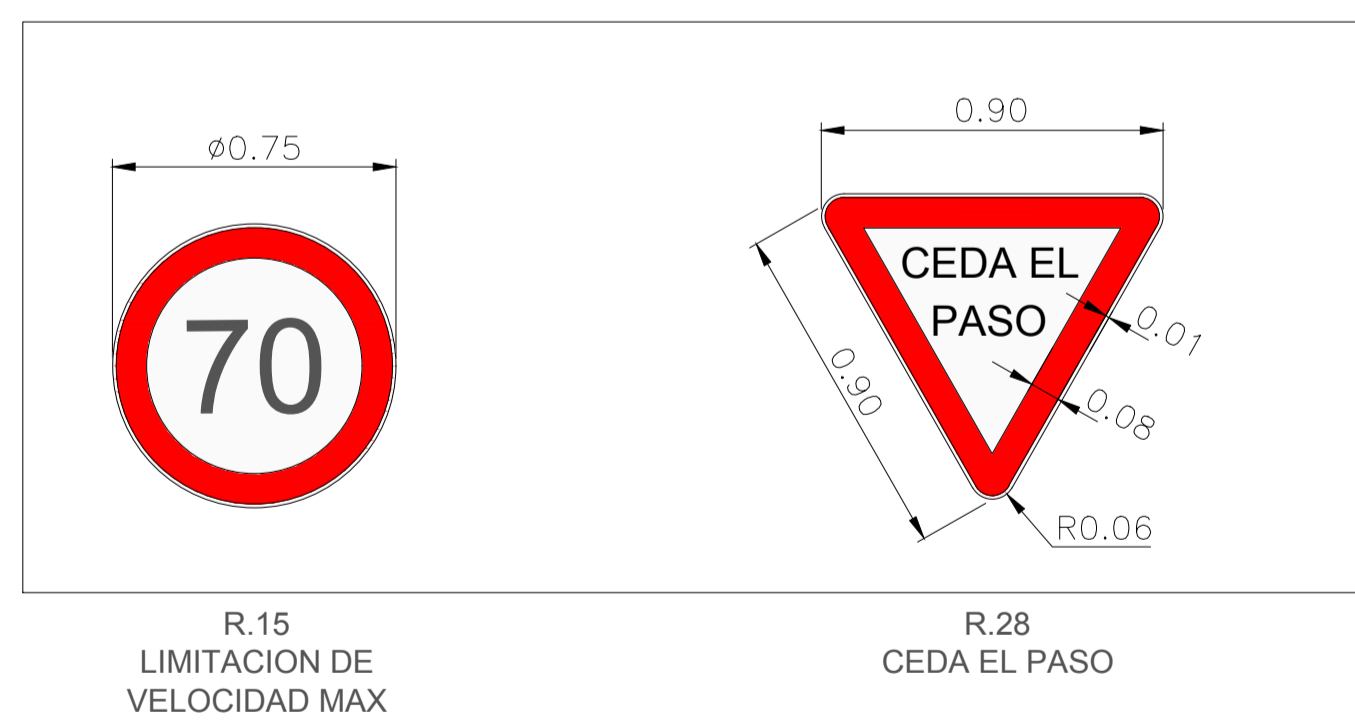 ø0.75
70
R.15
LIMITACION DE
VELOCIDAD MAX
0.90
CEDA EL
PASO
0.01
0.90
0.08
R0.06
R.28
CEDA EL PASO